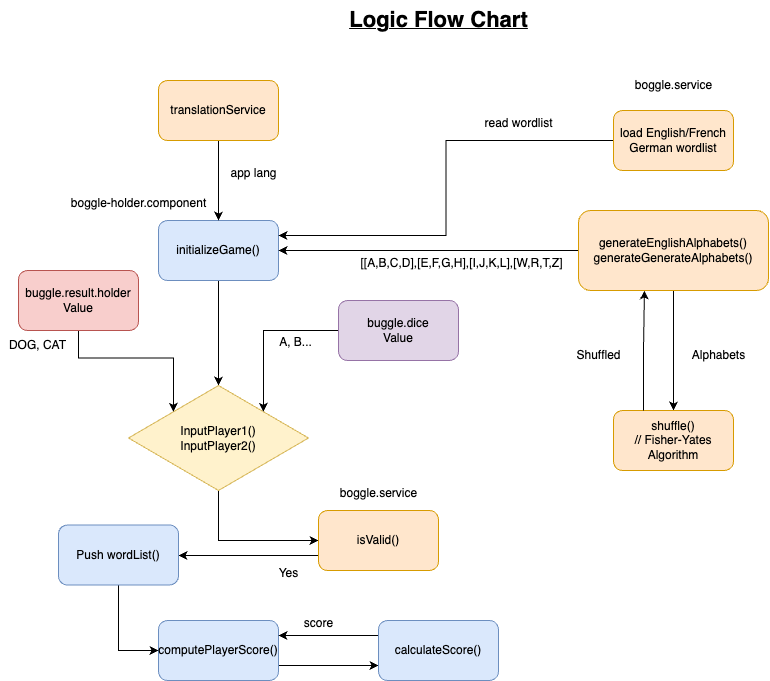 Logic Flow Chart
boggle.service
translationService
load English/French
German wordlist
read wordlist
app lang
boggle-holder.component
initializeGame()
generateEnglishAlphabets()
generateGenerateAlphabets()
[[A,B,C,D],[E,F,G,H],[I,J,K,L],[W,R,T,Z]
buggle.result.holder
Value
buggle.dice
Value
DOG, CAT
A, B...
Shuffled
Alphabets
InputPlayer1()
InputPlayer2()
shuffle()
// Fisher-Yates
Algorithm
boggle.service
isValid()
Push wordList()
Yes
score
computePlayerScore()
calculateScore()